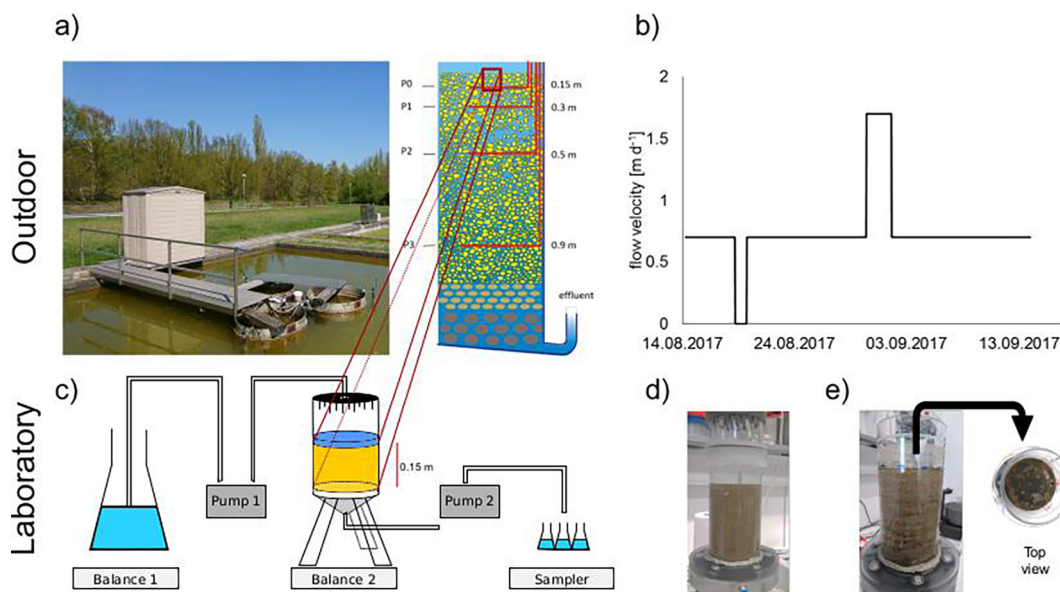 a)
Outdoor
P0
P1
P2
P3
0.15 m
0.3 m
0.5 m
0.9 m
effluent
b)
flow velocity [m d⁻¹]
2
1.5
1
0.5
0
14.08.2017
24.08.2017
03.09.2017
13.09.2017
c)
Laboratory
Pump 1
0.15 m
Pump 2
Balance 1
Balance 2
Sampler
d)
e)
Top
view